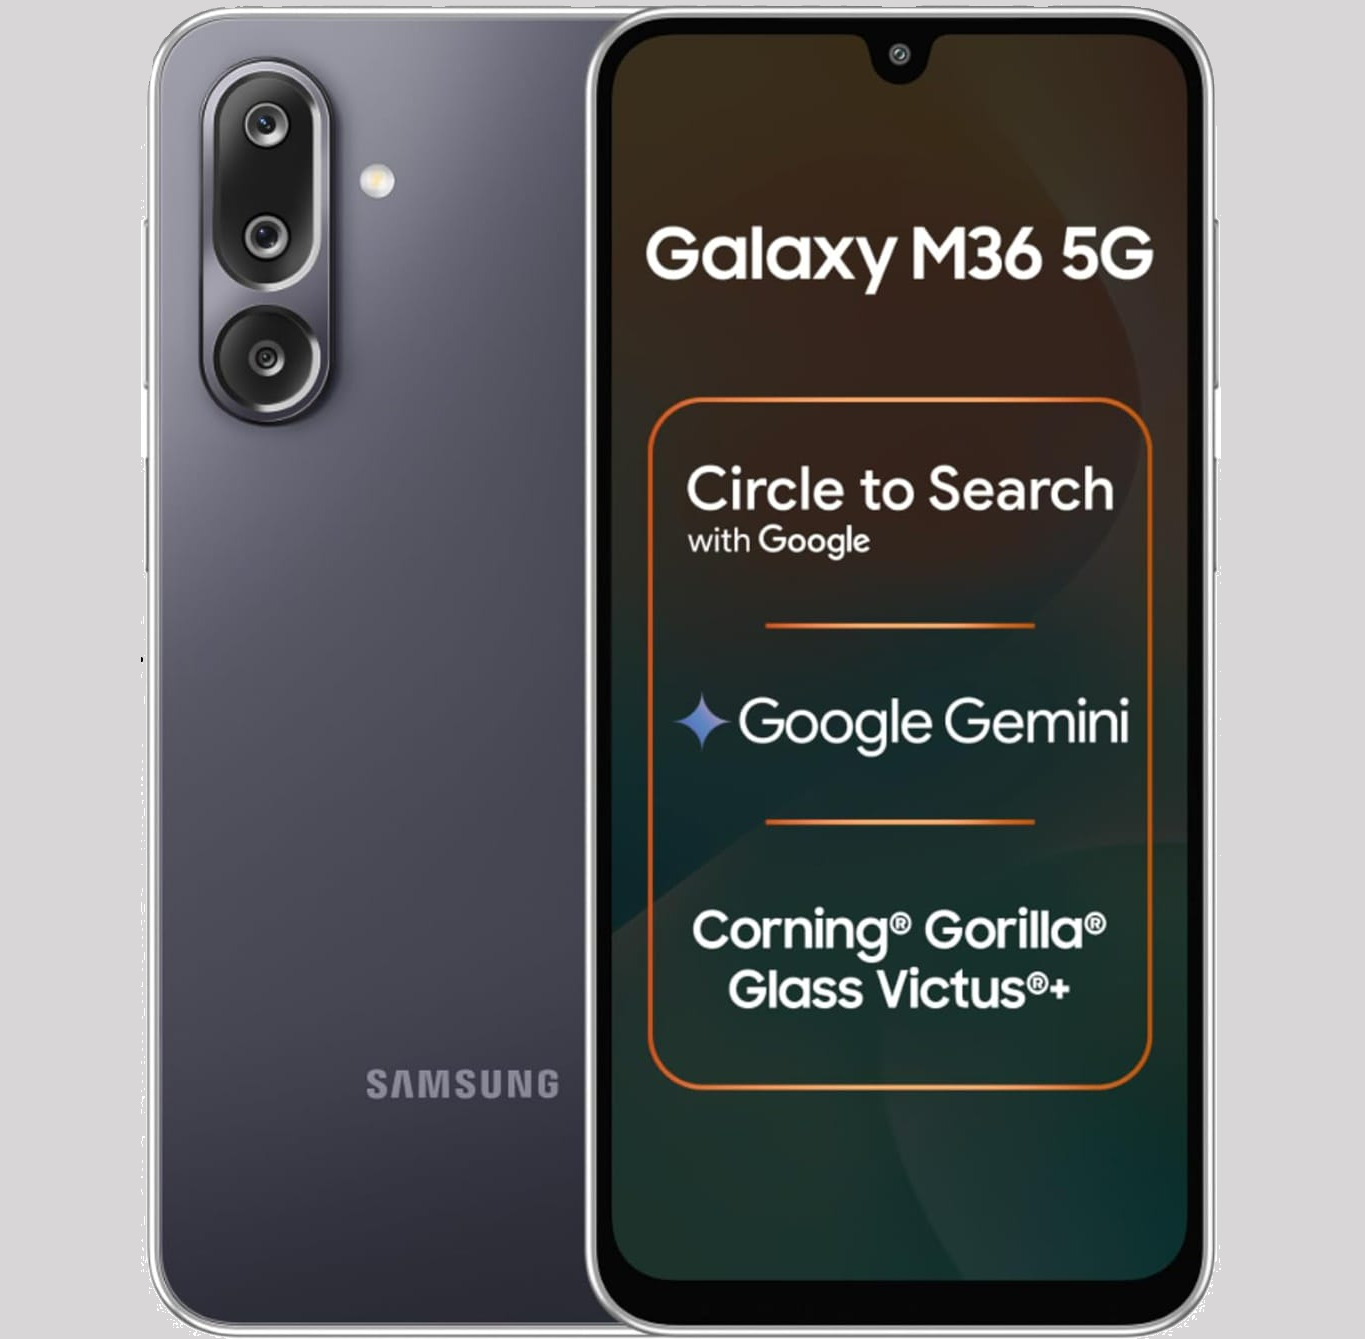 Galaxy M36 5G
Circle to Search
with Google
Google Gemini
Corning® Gorilla®
Glass Victus®+
SAMSUNG